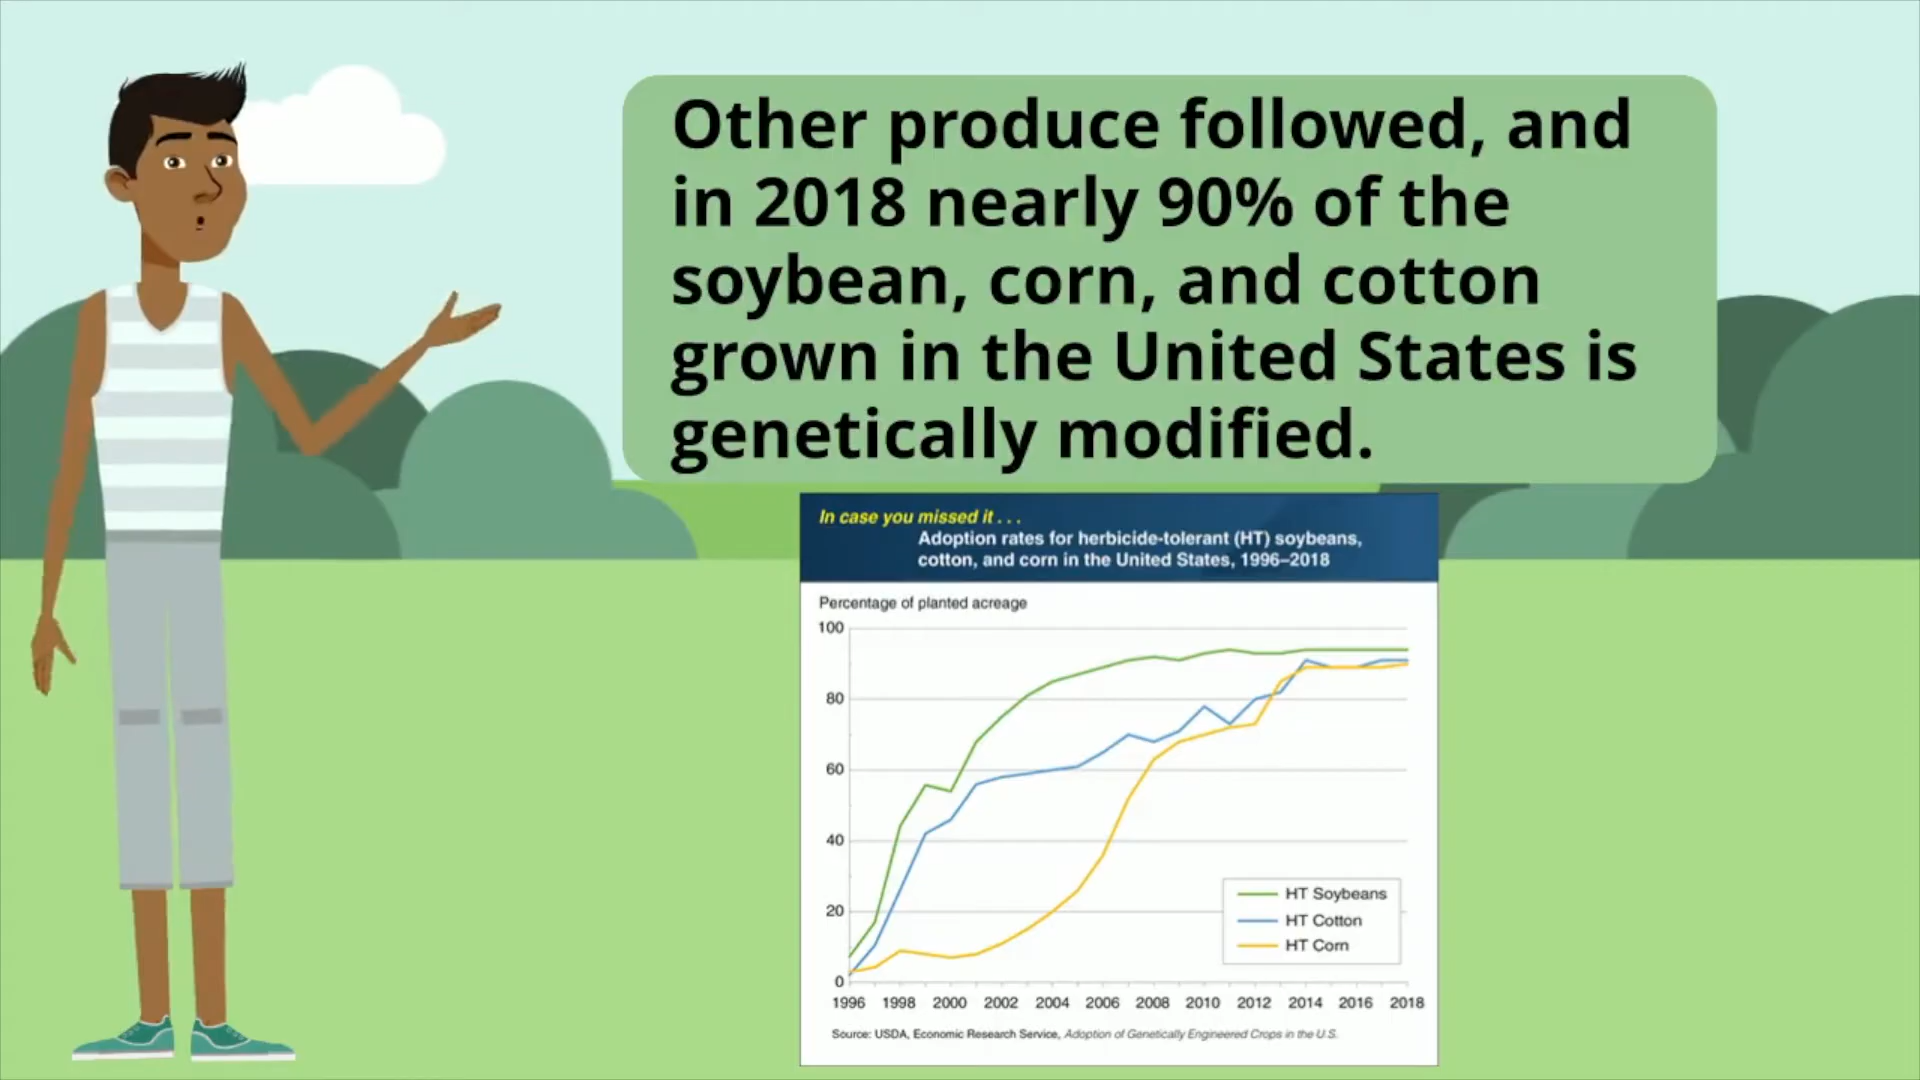 Other produce followed, and
in 2018 nearly 90% of the
soybean, corn, and cotton
grown in the United States is
genetically modified.
In case you missed it . . .
Adoption rates for herbicide-tolerant (HT) soybeans,
cotton, and corn in the United States, 1996–2018
Percentage of planted acreage
100
80
60
40
20
0
HT Soybeans
HT Cotton
HT Corn
1996 1998 2000 2002 2004 2006 2008 2010 2012 2014 2016 2018
Source: USDA, Economic Research Service, Adoption of Genetically Engineered Crops in the U.S.